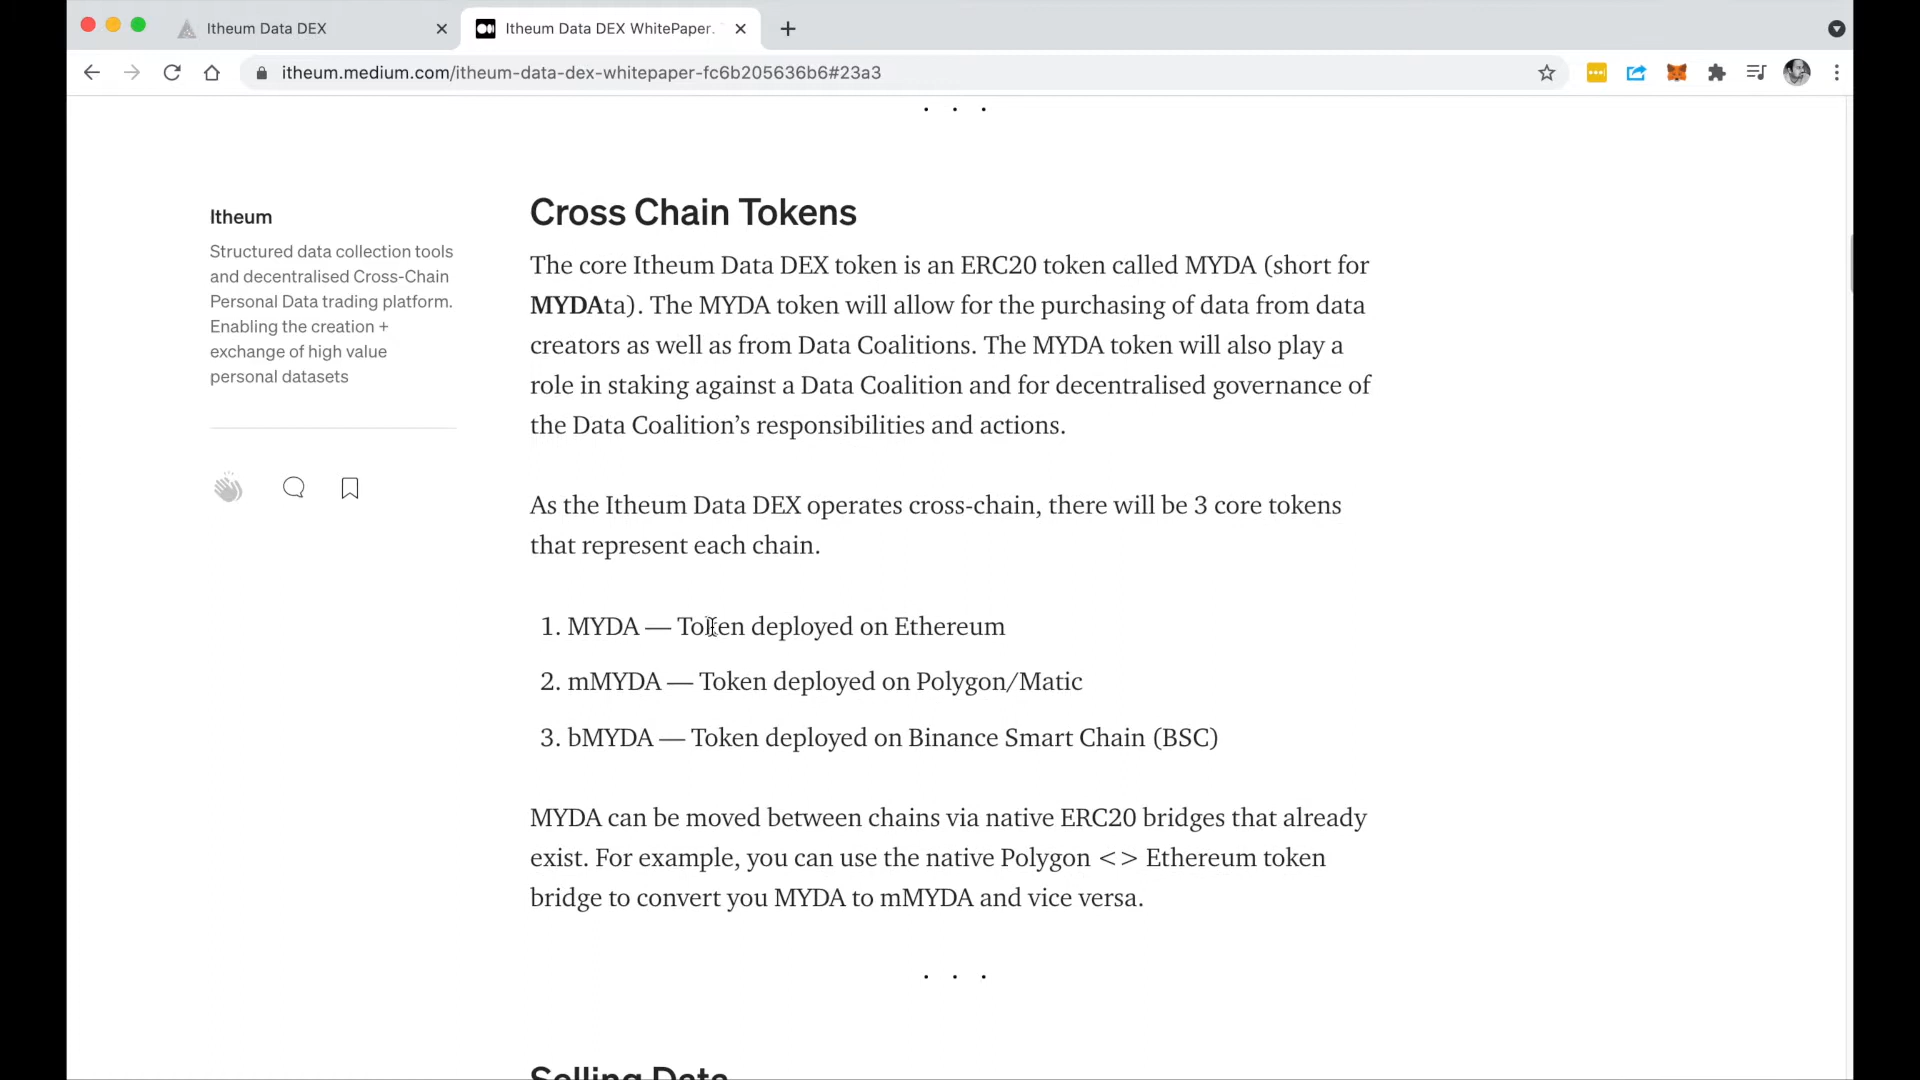 Itheum Data DEX
Itheum Data DEX WhitePaper.
itheum.medium.com/itheum-data-dex-whitepaper-fc6b205636b6#23a3
. . .
Itheum
Structured data collection tools
and decentralised Cross-Chain
Personal Data trading platform.
Enabling the creation +
exchange of high value
personal datasets
Cross Chain Tokens
The core Itheum Data DEX token is an ERC20 token called MYDA (short for
MYDAta). The MYDA token will allow for the purchasing of data from data
creators as well as from Data Coalitions. The MYDA token will also play a
role in staking against a Data Coalition and for decentralised governance of
the Data Coalition’s responsibilities and actions.
As the Itheum Data DEX operates cross-chain, there will be 3 core tokens
that represent each chain.
1. MYDA — Token deployed on Ethereum
2. mMYDA — Token deployed on Polygon/Matic
3. bMYDA — Token deployed on Binance Smart Chain (BSC)
MYDA can be moved between chains via native ERC20 bridges that already
exist. For example, you can use the native Polygon <> Ethereum token
bridge to convert you MYDA to mMYDA and vice versa.
. . .
Selling Data